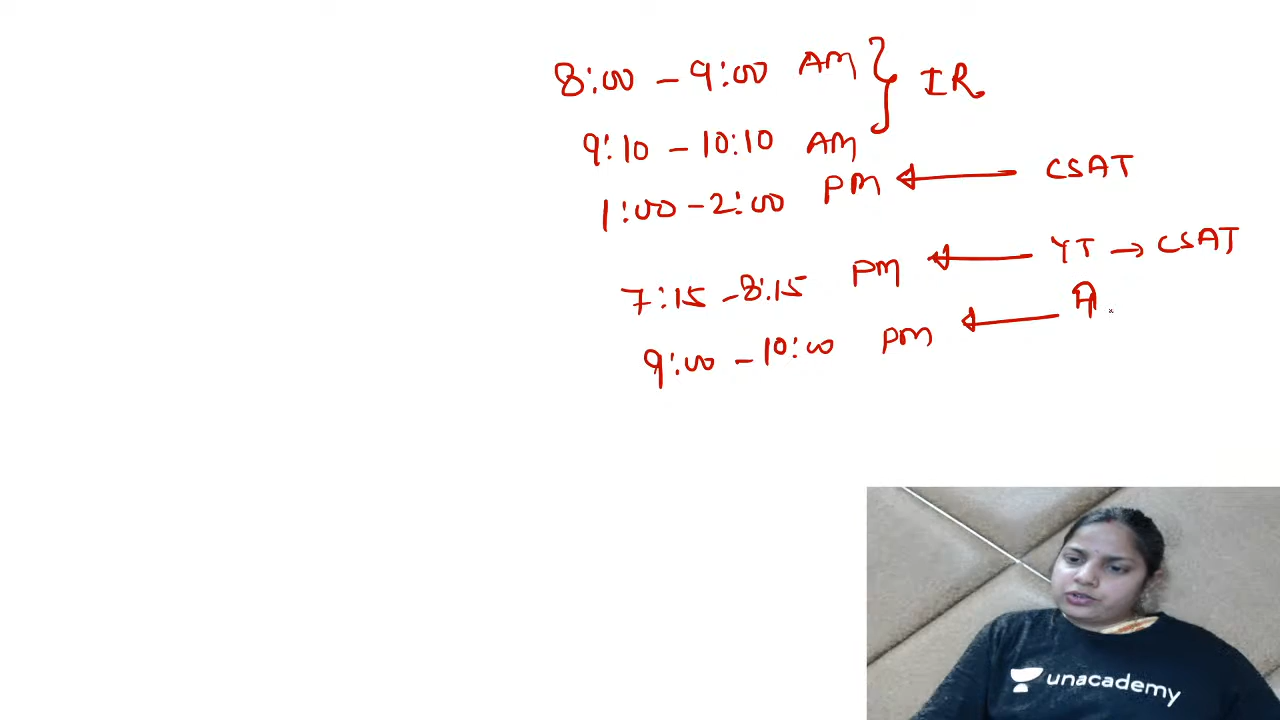 8:00 - 9:00 AM } IR
9:10 - 10:10 AM
1:00 - 2:00 PM ← CSAT
7:15 - 8:15 PM ← YT → CSAT
9:00 - 10:00 PM ←
unacademy